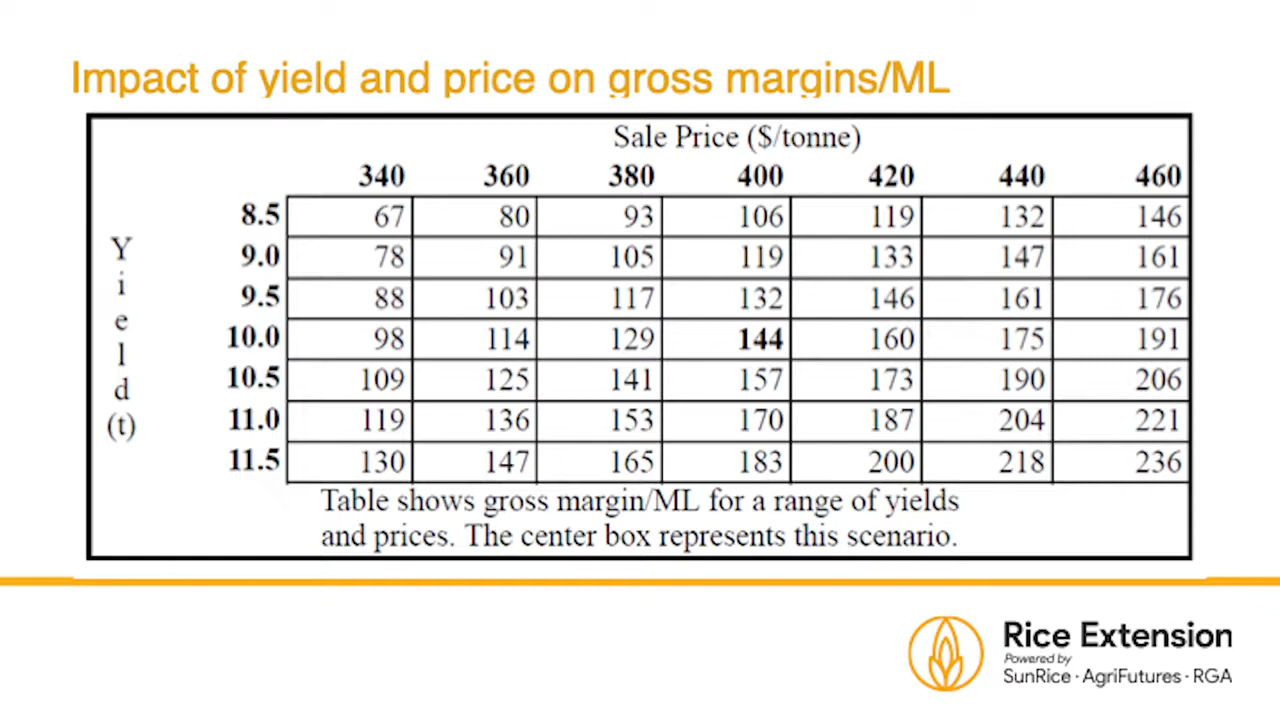 Impact of yield and price on gross margins/ML
Sale Price ($/tonne)
340 360 380 400 420 440 460
8.5 67 80 93 106 119 132 146
9.0 78 91 105 119 133 147 161
9.5 88 103 117 132 146 161 176
10.0 98 114 129 144 160 175 191
10.5 109 125 141 157 173 190 206
11.0 119 136 153 170 187 204 221
11.5 130 147 165 183 200 218 236
Yield (t)
Table shows gross margin/ML for a range of yields
and prices. The center box represents this scenario.
Rice Extension
Powered by
SunRice · AgriFutures · RGA